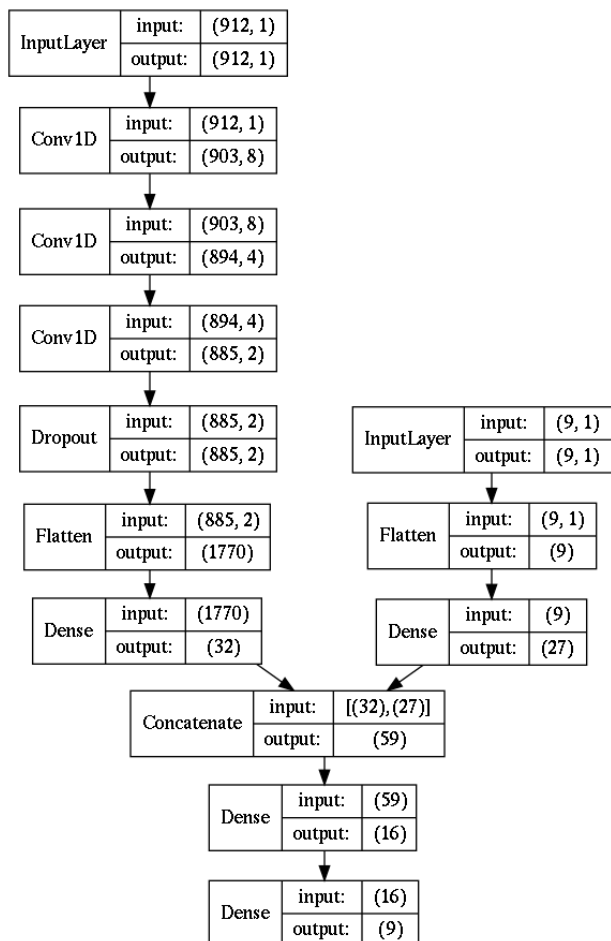 InputLayer
input: (912, 1)
output: (912, 1)
Conv1D
input: (912, 1)
output: (903, 8)
Conv1D
input: (903, 8)
output: (894, 4)
Conv1D
input: (894, 4)
output: (885, 2)
Dropout
input: (885, 2)
output: (885, 2)
Flatten
input: (885, 2)
output: (1770)
Dense
input: (1770)
output: (32)
InputLayer
input: (9, 1)
output: (9, 1)
Flatten
input: (9, 1)
output: (9)
Dense
input: (9)
output: (27)
Concatenate
input: [(32), (27)]
output: (59)
Dense
input: (59)
output: (16)
Dense
input: (16)
output: (9)